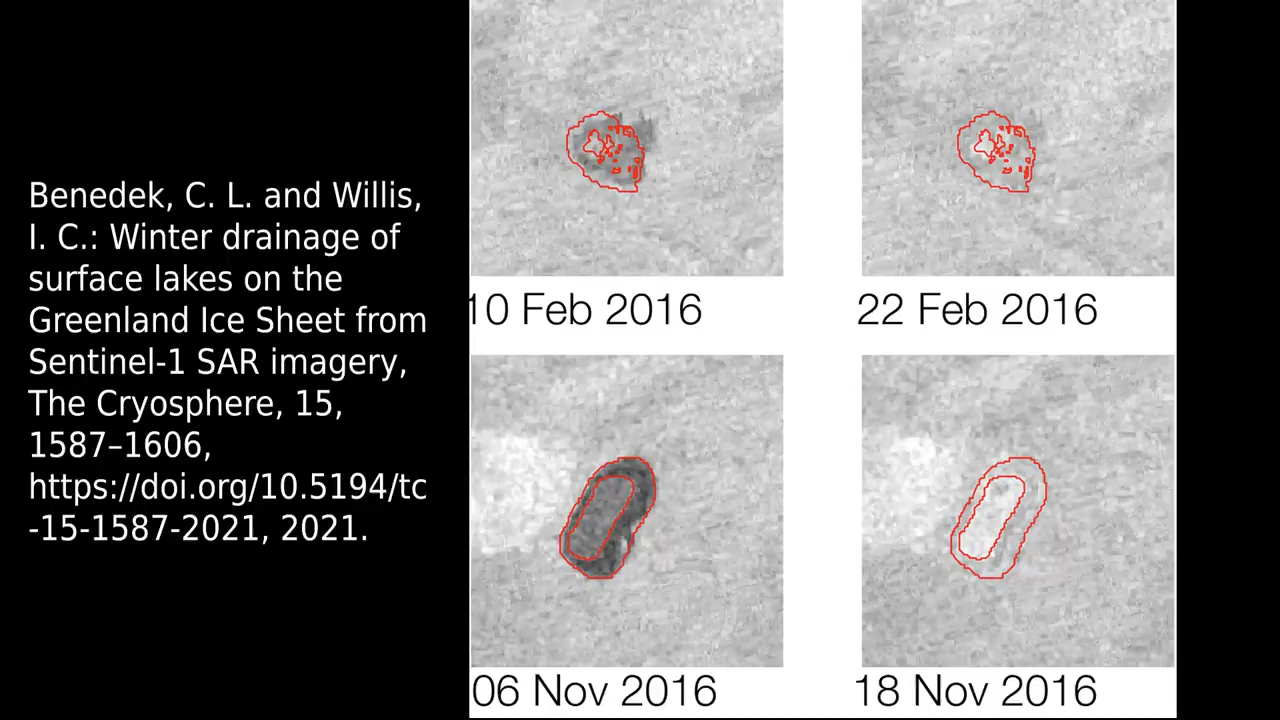 Benedek, C. L. and Willis,
I. C.: Winter drainage of
surface lakes on the
Greenland Ice Sheet from
Sentinel-1 SAR imagery,
The Cryosphere, 15,
1587–1606,
https://doi.org/10.5194/tc
-15-1587-2021, 2021.
10 Feb 2016
22 Feb 2016
06 Nov 2016
18 Nov 2016